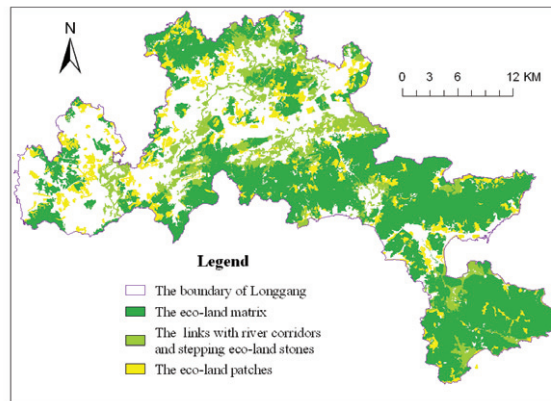 N
0 3 6 12 KM
Legend
The boundary of Longgang
The eco-land matrix
The links with river corridors
and stepping eco-land stones
The eco-land patches